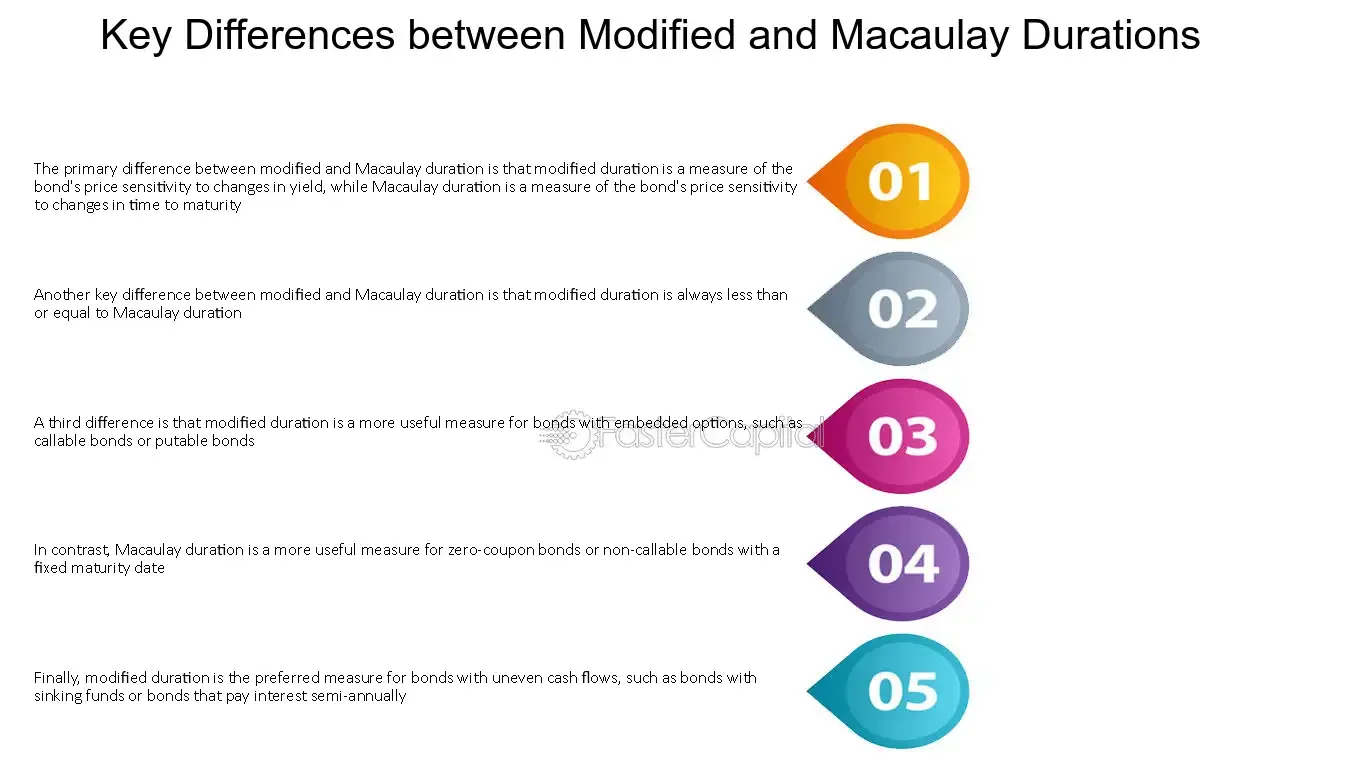 Key Differences between Modified and Macaulay Durations
The primary difference between modified and Macaulay duration is that modified duration is a measure of the
bond's price sensitivity to changes in yield, while Macaulay duration is a measure of the bond's price sensitivity
to changes in time to maturity
01
Another key difference between modified and Macaulay duration is that modified duration is always less than
or equal to Macaulay duration
02
A third difference is that modified duration is a more useful measure for bonds with embedded options, such as
callable bonds or putable bonds
FasterCapital
03
In contrast, Macaulay duration is a more useful measure for zero-coupon bonds or non-callable bonds with a
fixed maturity date
04
Finally, modified duration is the preferred measure for bonds with uneven cash flows, such as bonds with
sinking funds or bonds that pay interest semi-annually
05